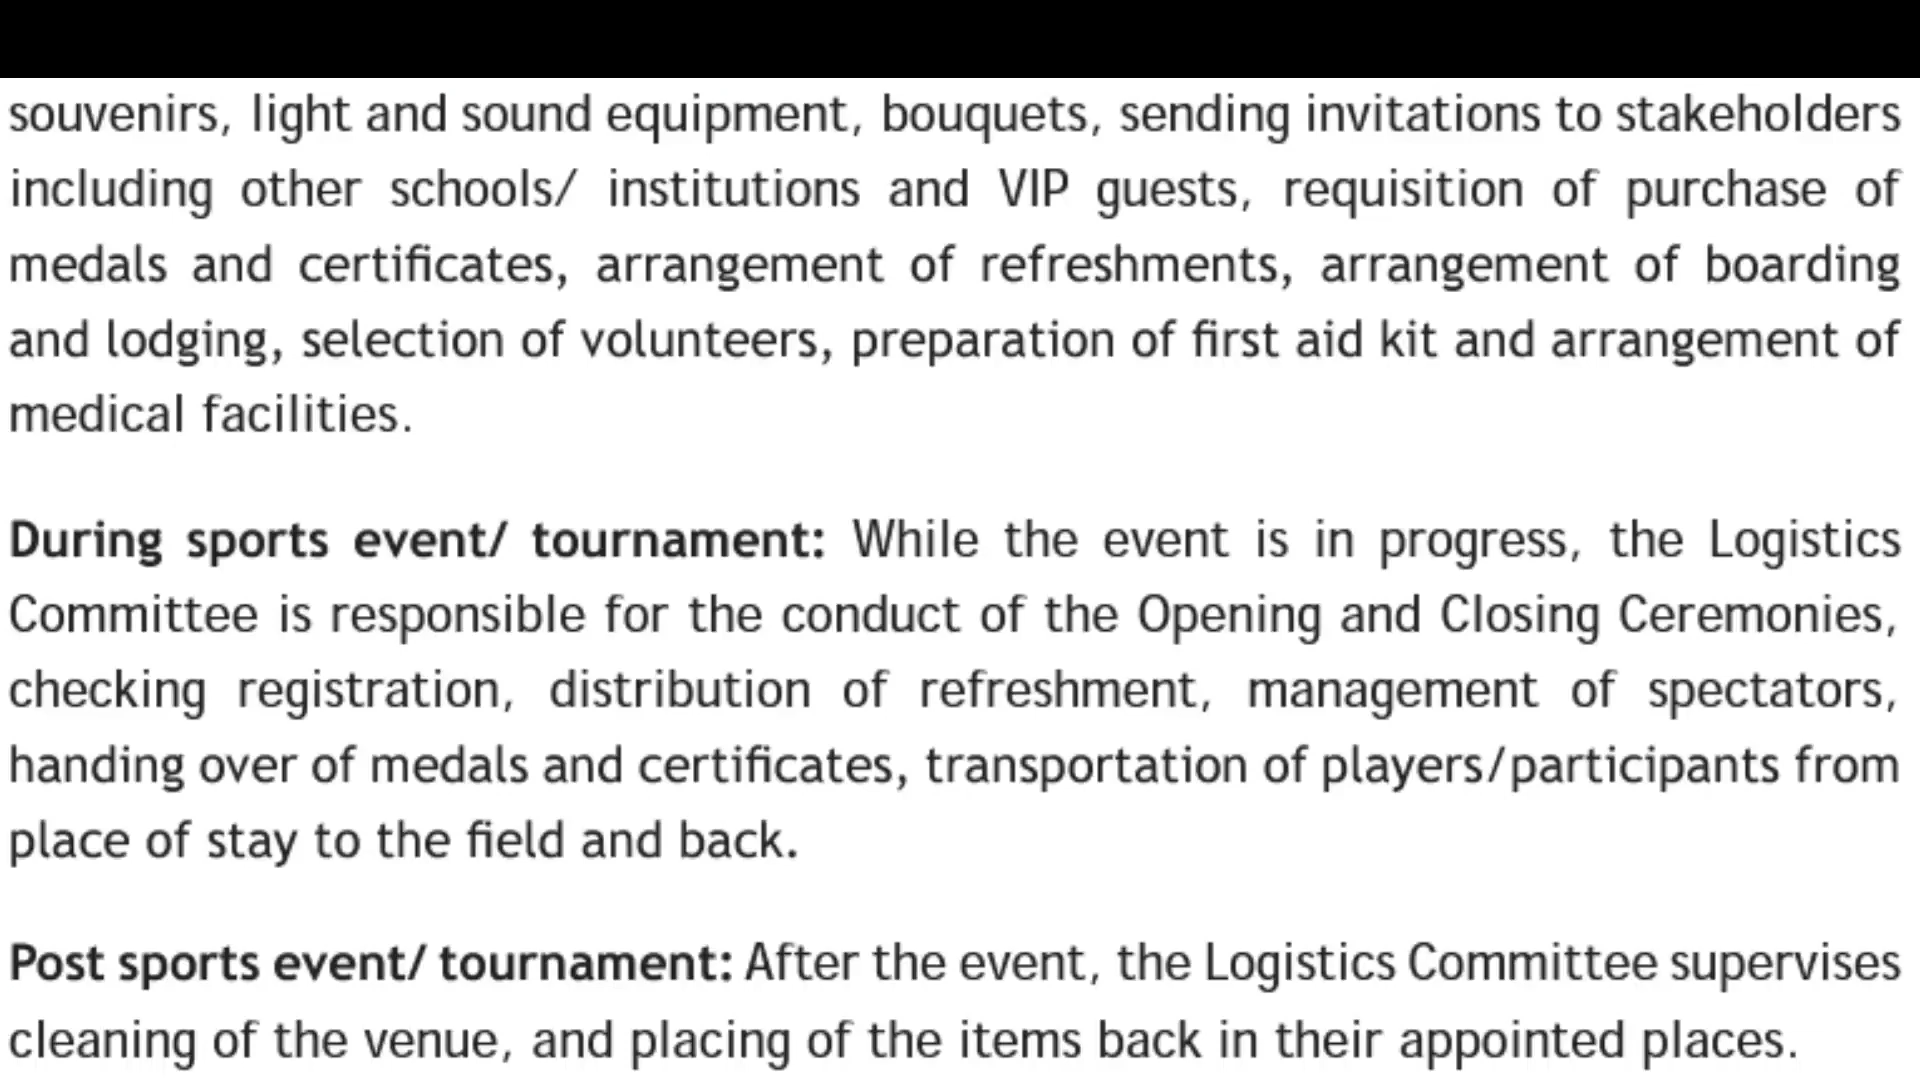 souvenirs, light and sound equipment, bouquets, sending invitations to stakeholders
including other schools/ institutions and VIP guests, requisition of purchase of
medals and certificates, arrangement of refreshments, arrangement of boarding
and lodging, selection of volunteers, preparation of first aid kit and arrangement of
medical facilities.
During sports event/ tournament: While the event is in progress, the Logistics
Committee is responsible for the conduct of the Opening and Closing Ceremonies,
checking registration, distribution of refreshment, management of spectators,
handing over of medals and certificates, transportation of players/participants from
place of stay to the field and back.
Post sports event/ tournament: After the event, the Logistics Committee supervises
cleaning of the venue, and placing of the items back in their appointed places.